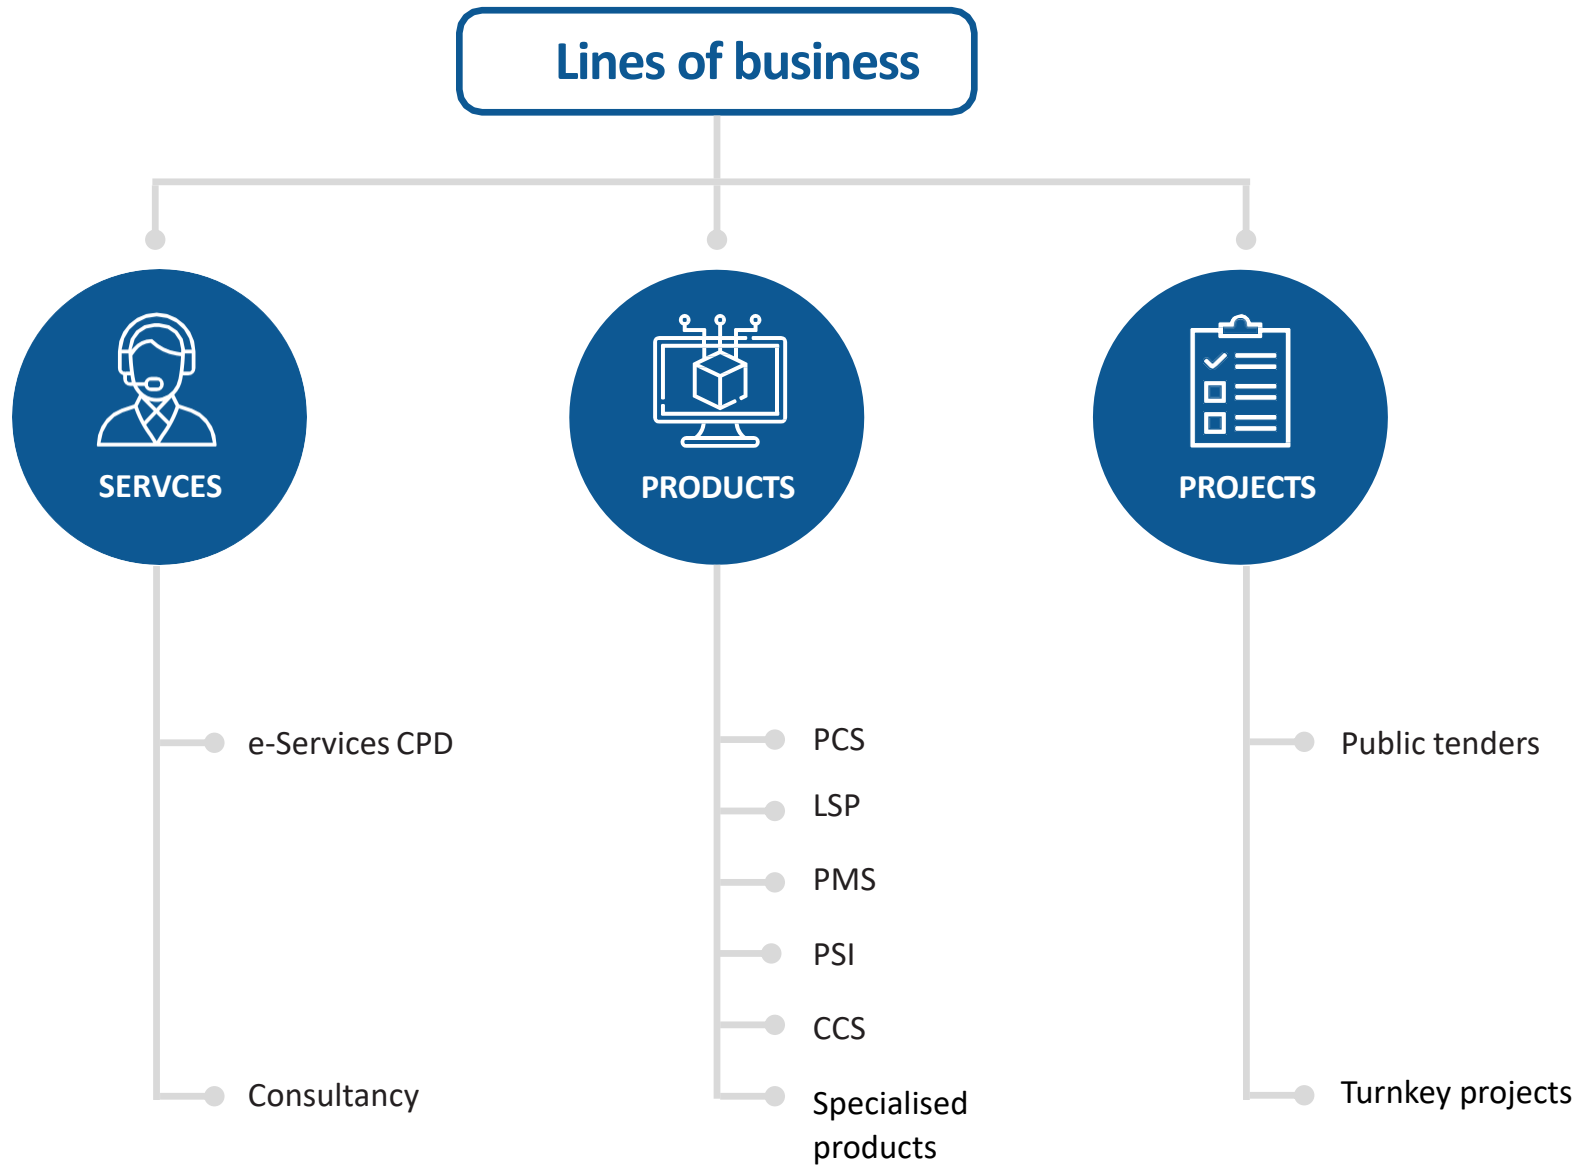 Lines of business
SERVCES
e-Services CPD
Consultancy
PRODUCTS
PCS
LSP
PMS
PSI
CCS
Specialised
products
PROJECTS
Public tenders
Turnkey projects